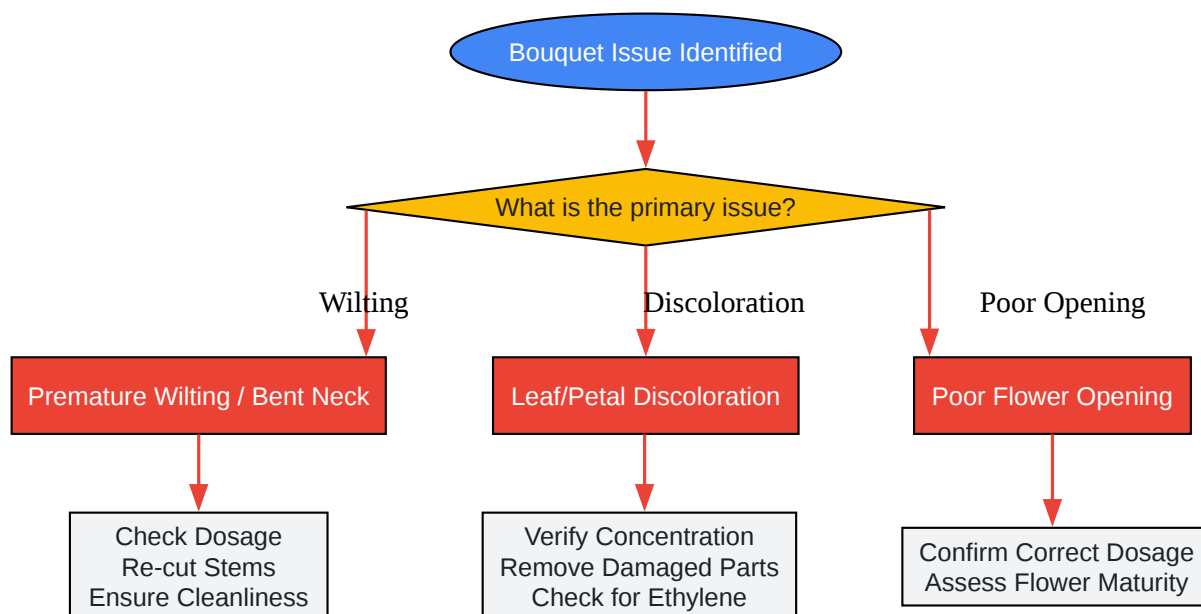 Bouquet Issue Identified
What is the primary issue?
Wilting
Discoloration
Poor Opening
Premature Wilting / Bent Neck
Leaf/Petal Discoloration
Poor Flower Opening
Check Dosage
Re-cut Stems
Ensure Cleanliness
Verify Concentration
Remove Damaged Parts
Check for Ethylene
Confirm Correct Dosage
Assess Flower Maturity